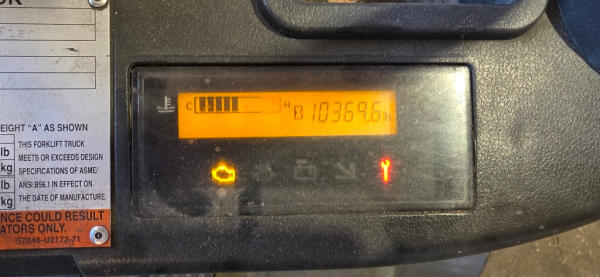 EIGHT "A" AS SHOWN
lb
kg
lb
kg
THIS FORKLIFT TRUCK
MEETS OR EXCEEDS DESIGN
SPECIFICATIONS OF ASME/
ANSI B56.1 IN EFFECT ON
THE DATE OF MANUFACTURE.
NCE COULD RESULT
ATORS ONLY.
57846-U2172-71
C
H
10369.6h